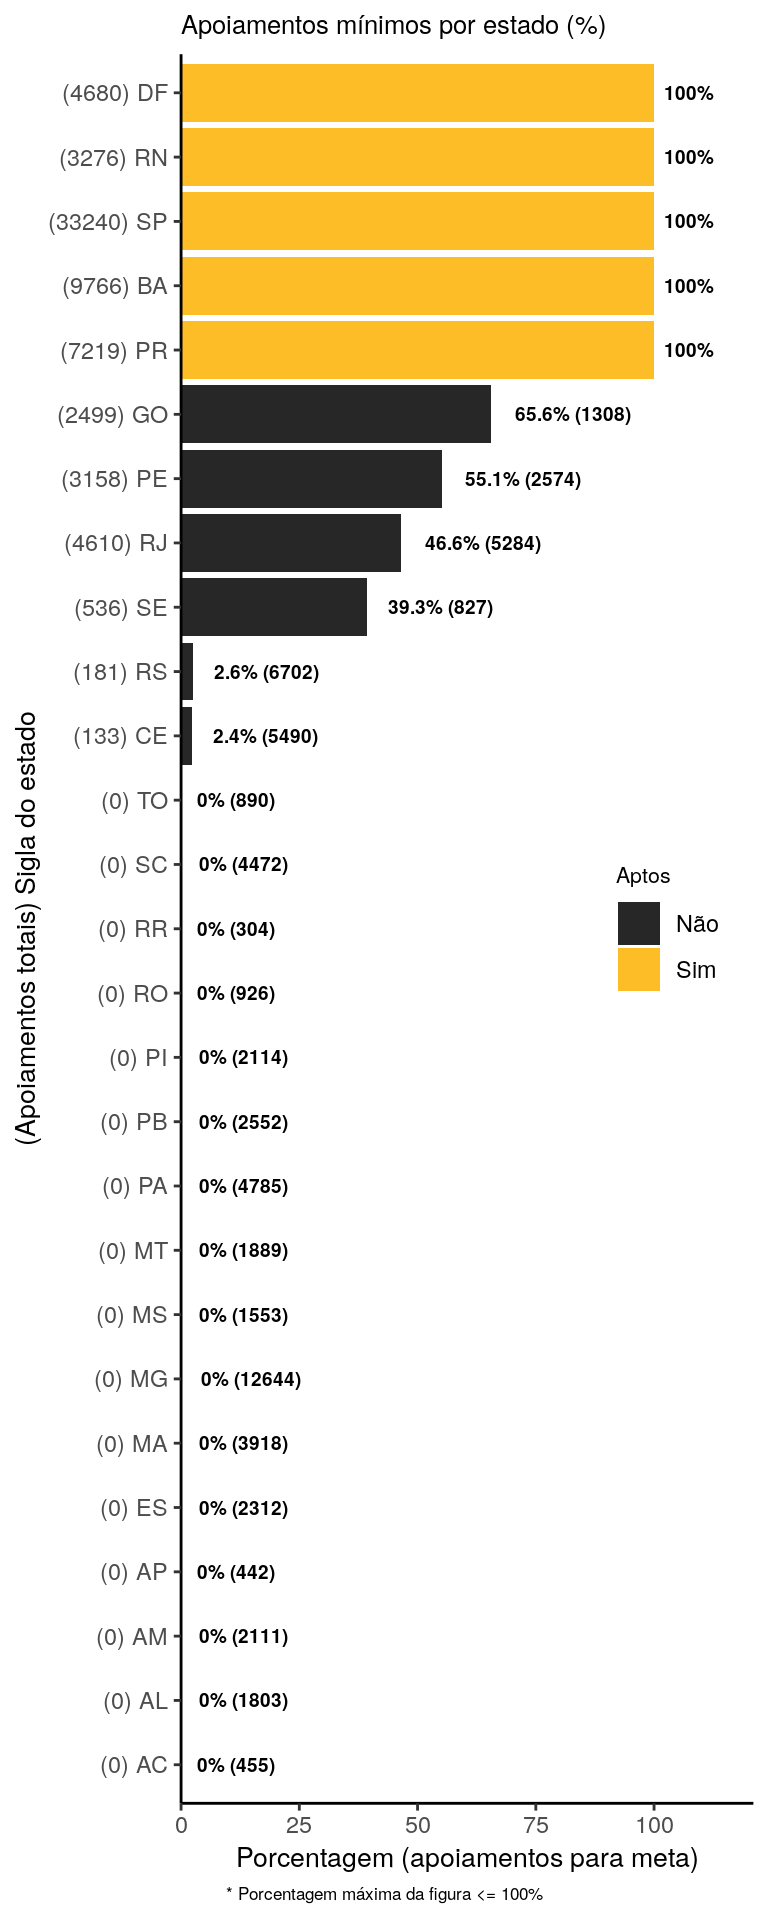 Apoiamentos mínimos por estado (%)
(4680) DF 100%
(3276) RN 100%
(33240) SP 100%
(9766) BA 100%
(7219) PR 100%
(2499) GO 65.6% (1308)
(3158) PE 55.1% (2574)
(4610) RJ 46.6% (5284)
(536) SE 39.3% (827)
(181) RS 2.6% (6702)
(133) CE 2.4% (5490)
(0) TO 0% (890)
(0) SC 0% (4472)
(0) RR 0% (304)
(0) RO 0% (926)
(0) PI 0% (2114)
(0) PB 0% (2552)
(0) PA 0% (4785)
(0) MT 0% (1889)
(0) MS 0% (1553)
(0) MG 0% (12644)
(0) MA 0% (3918)
(0) ES 0% (2312)
(0) AP 0% (442)
(0) AM 0% (2111)
(0) AL 0% (1803)
(0) AC 0% (455)
(Apoiamentos totais) Sigla do estado
Aptos
Não
Sim
0 25 50 75 100
Porcentagem (apoiamentos para meta)
* Porcentagem máxima da figura <= 100%